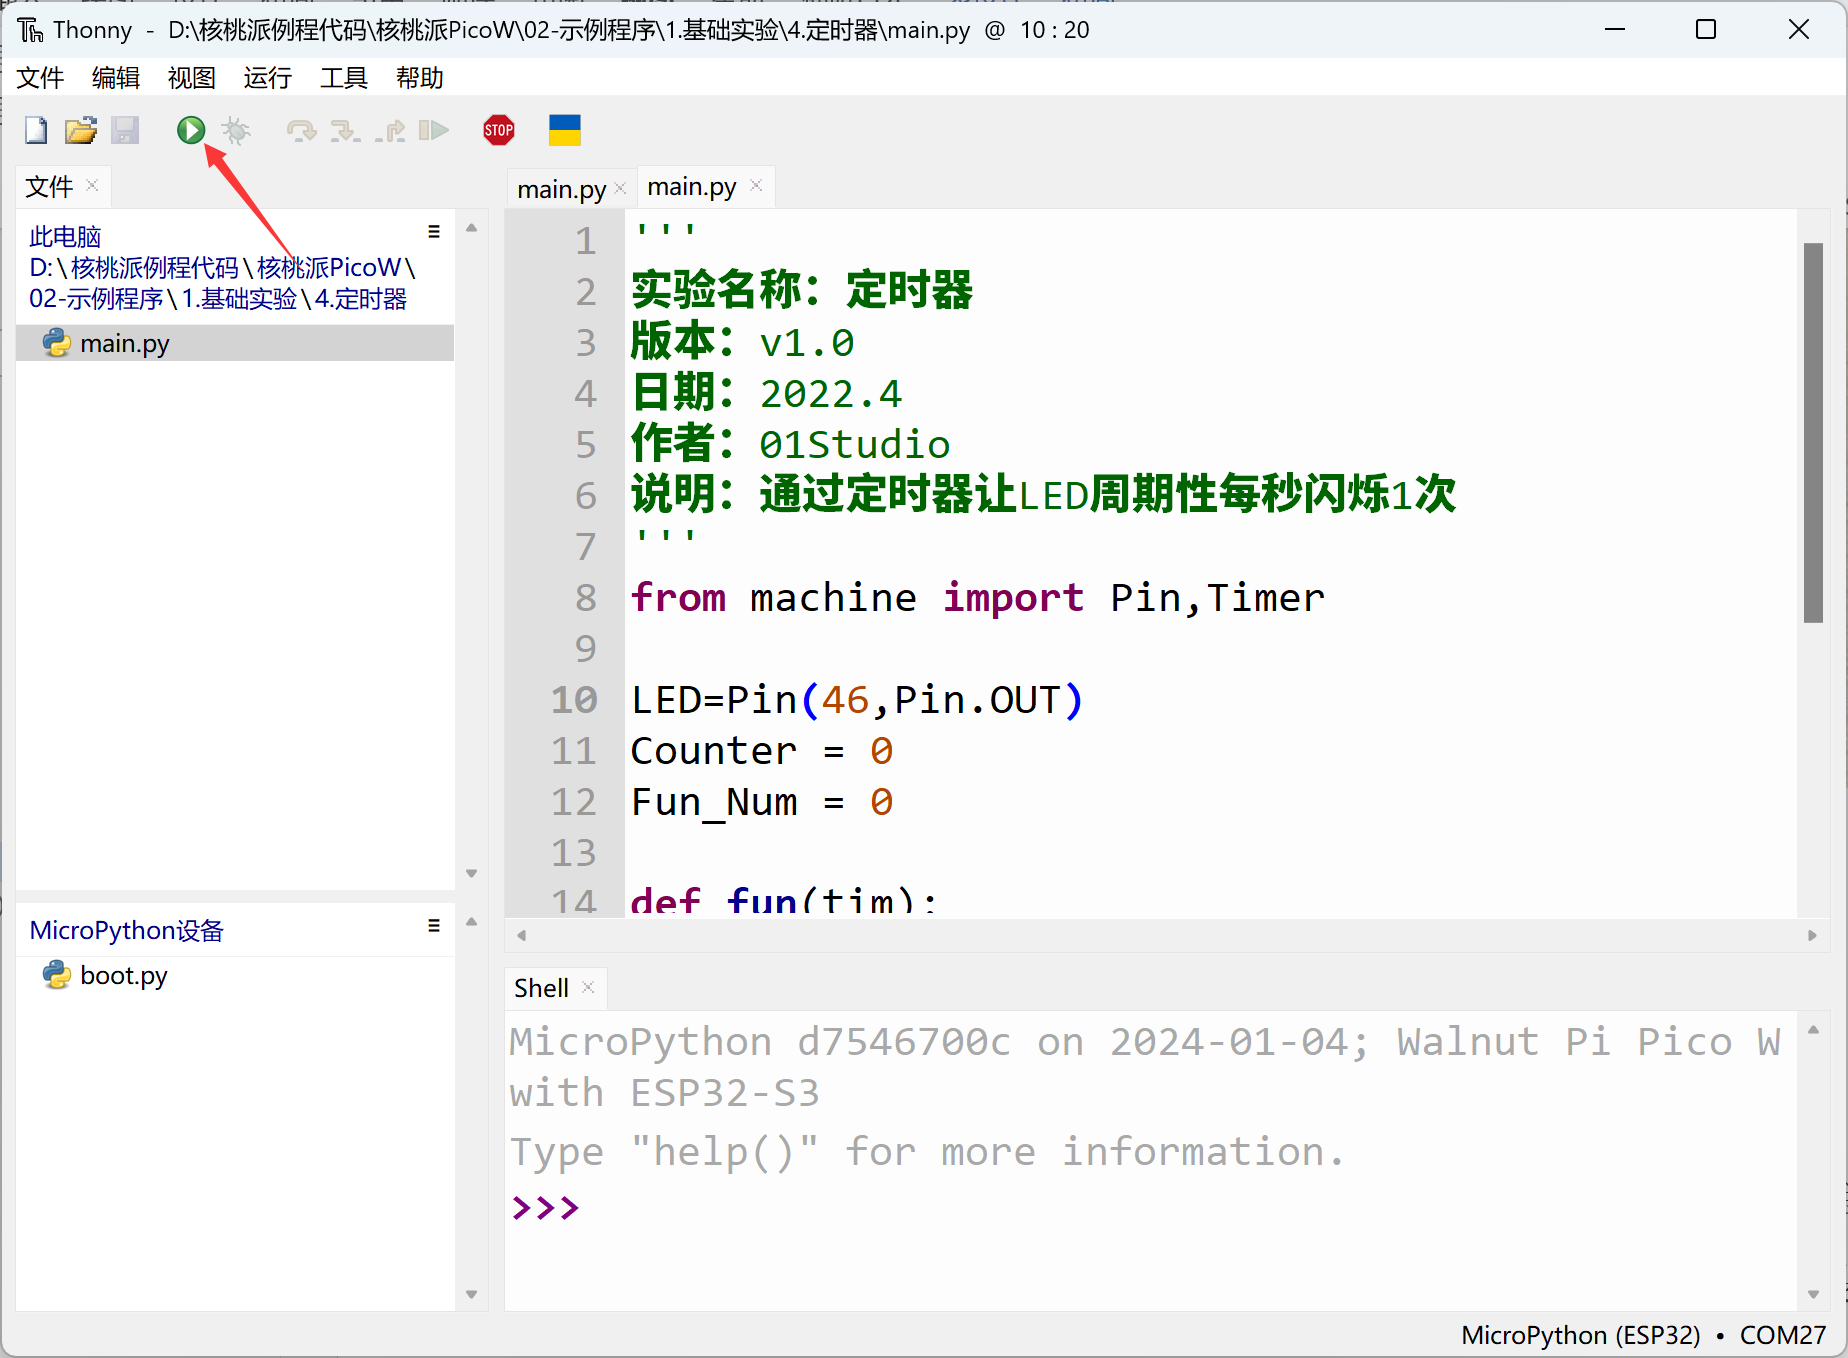 Thonny - D:\核桃派例程代码\核桃派PicoW\02-示例程序\1.基础实验\4.定时器\main.py @ 10 : 20
文件 编辑 视图 运行 工具 帮助
STOP
文件
此电脑
D:\核桃派例程代码\核桃派PicoW\
02-示例程序\1.基础实验\4.定时器
main.py
MicroPython设备
boot.py
main.py main.py
1 '''
2 实验名称：定时器
3 版本：v1.0
4 日期：2022.4
5 作者：01Studio
6 说明：通过定时器让LED周期性每秒闪烁1次
7 '''
8 from machine import Pin,Timer
9
10 LED=Pin(46,Pin.OUT)
11 Counter = 0
12 Fun_Num = 0
13
14 def fun(tim):
Shell
MicroPython d7546700c on 2024-01-04; Walnut Pi Pico W
with ESP32-S3
Type "help()" for more information.
>>>
MicroPython (ESP32) • COM27